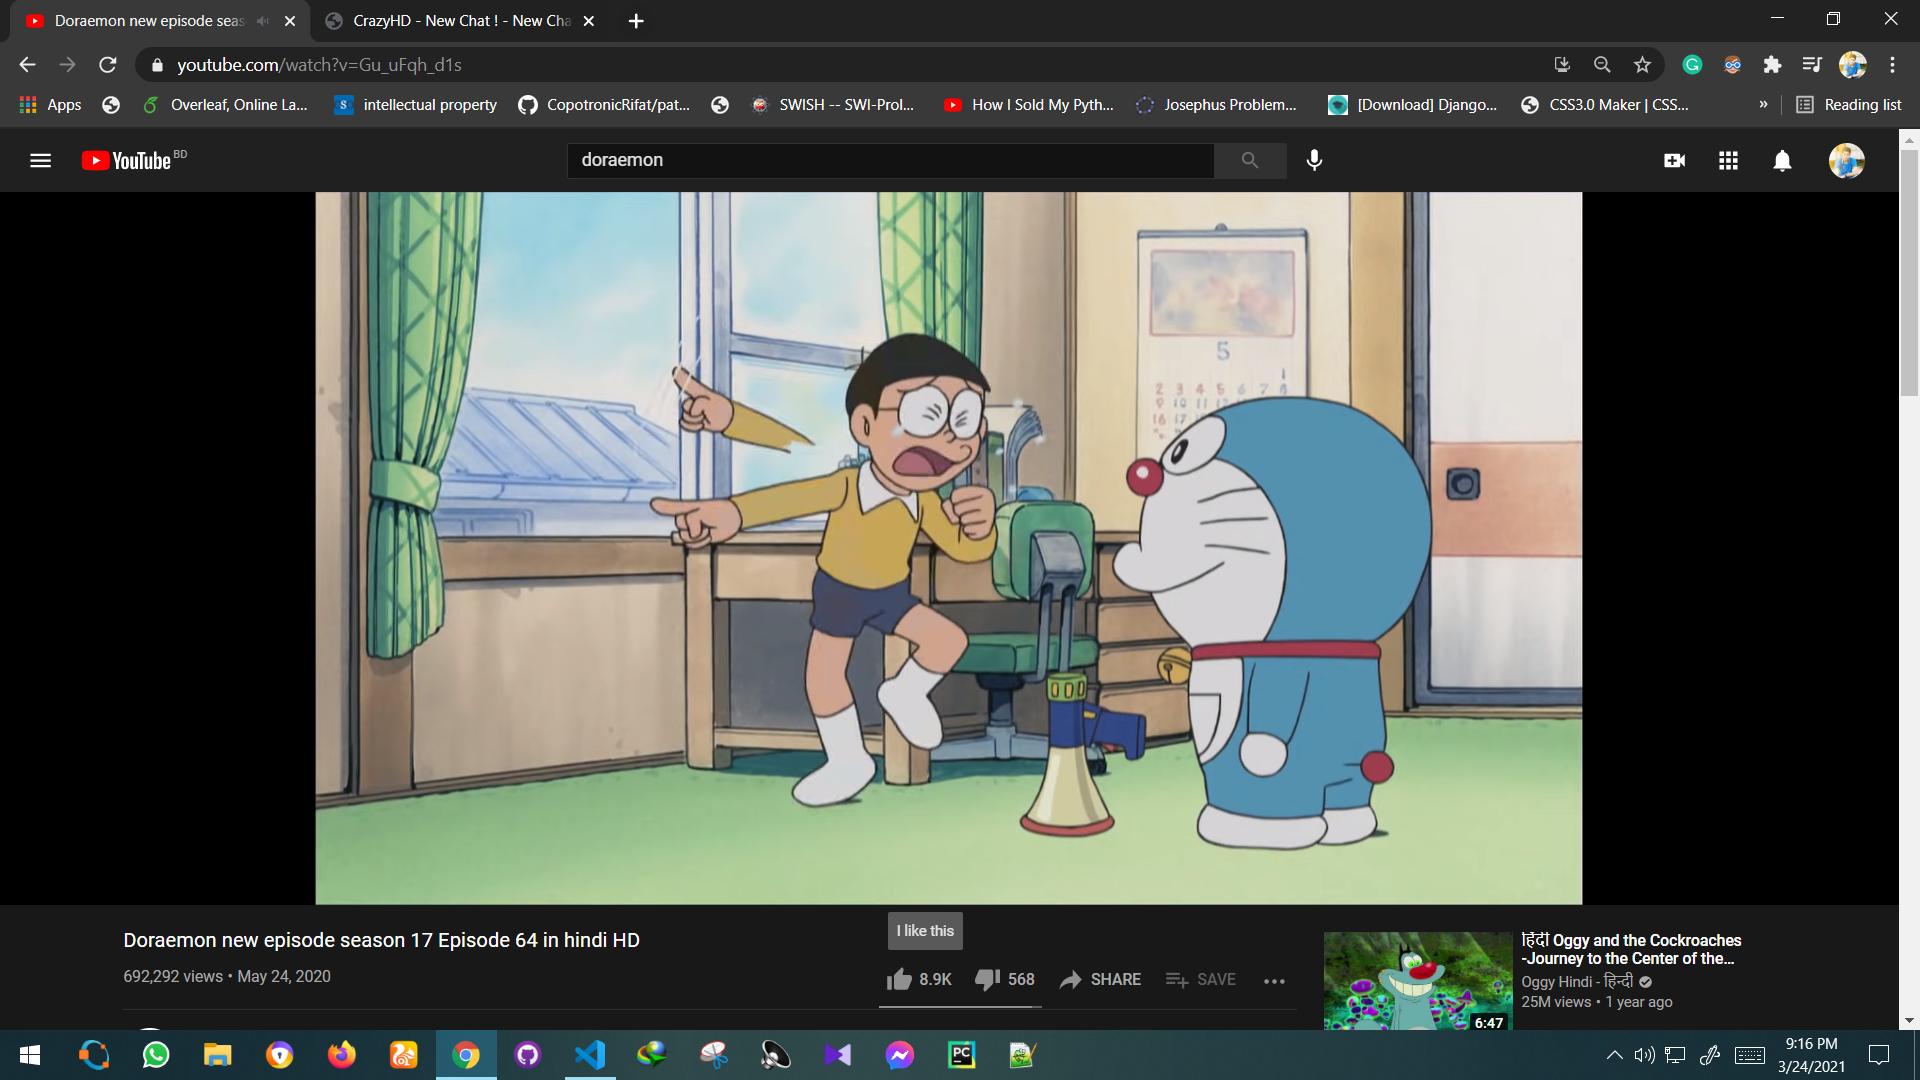 Doraemon new episode seas
CrazyHD - New Chat ! - New Cha
youtube.com/watch?v=Gu_uFqh_d1s
Apps
Overleaf, Online La...
intellectual property
CopotronicRifat/pat...
SWISH -- SWI-Prol...
How I Sold My Pyth...
Josephus Problem...
[Download] Django...
CSS3.0 Maker | CSS...
»
Reading list
YouTube BD
doraemon
5
1
2 3 4 5 6 7 8
9 10 11
16 17
I like this
Doraemon new episode season 17 Episode 64 in hindi HD
692,292 views • May 24, 2020
8.9K
568
SHARE
SAVE
हिंदी Oggy and the Cockroaches
-Journey to the Center of the...
Oggy Hindi - हिन्दी
25M views • 1 year ago
6:47
PC
9:16 PM
3/24/2021